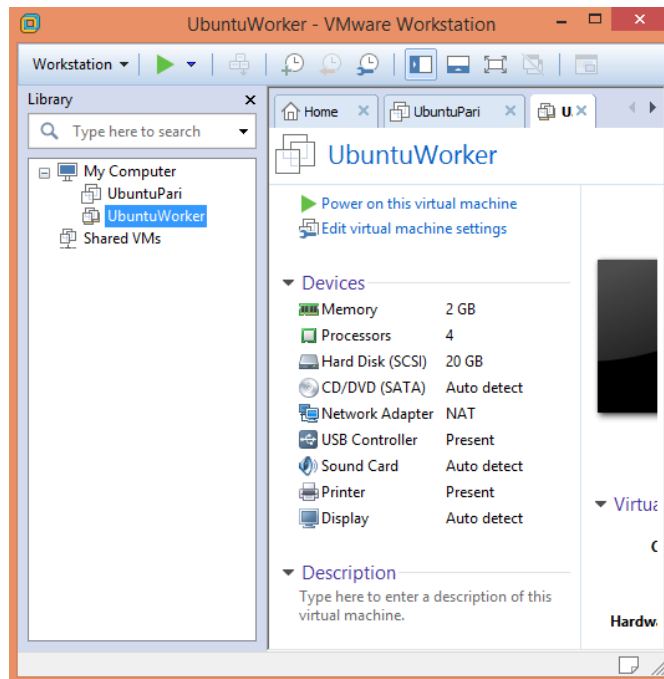 UbuntuWorker - VMware Workstation
Workstation
Library
Type here to search
My Computer
UbuntuPari
UbuntuWorker
Shared VMs
Home
UbuntuPari
U
UbuntuWorker
Power on this virtual machine
Edit virtual machine settings
Devices
Memory 2 GB
Processors 4
Hard Disk (SCSI) 20 GB
CD/DVD (SATA) Auto detect
Network Adapter NAT
USB Controller Present
Sound Card Auto detect
Printer Present
Display Auto detect
Description
Type here to enter a description of this
virtual machine.
Virtua
Hardw